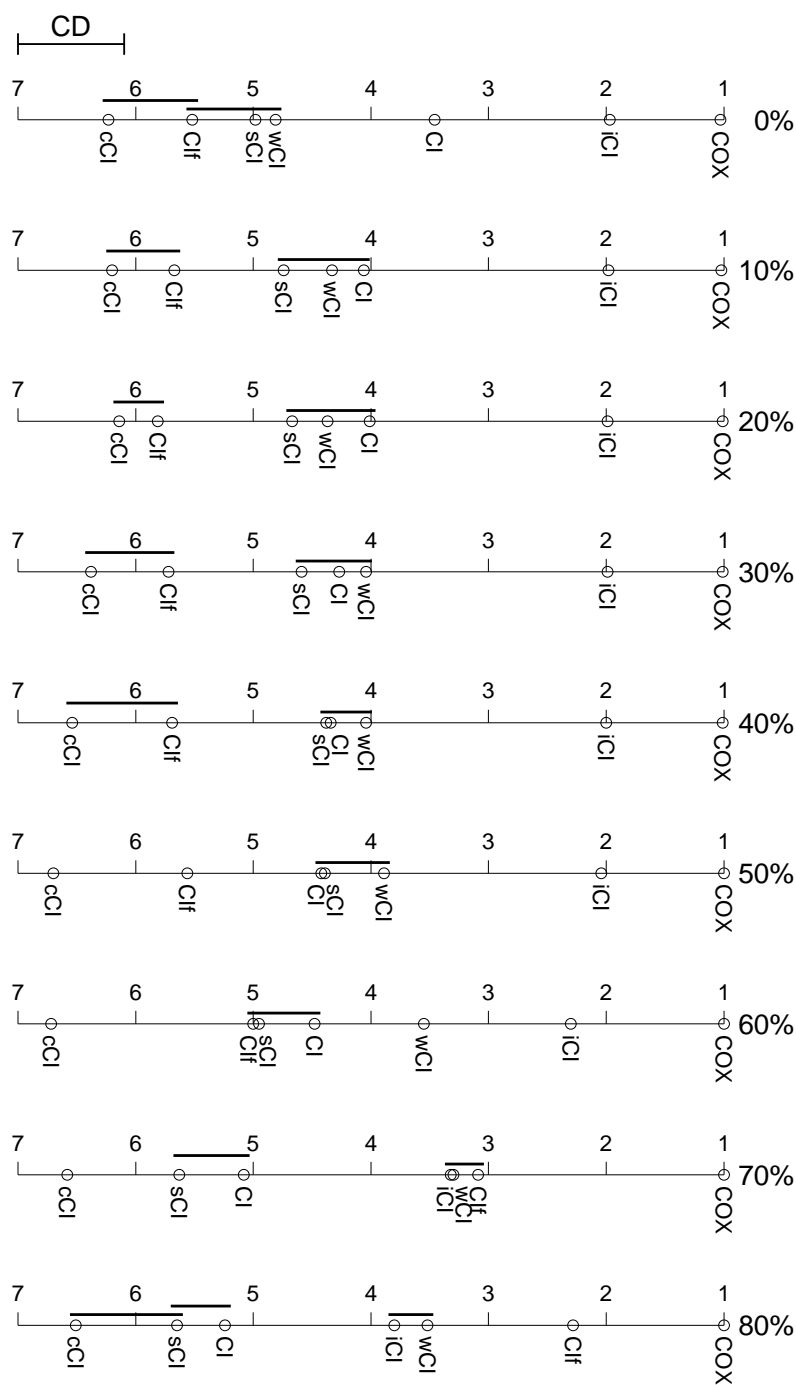 CD
7 6 5 4 3 2 1
0%
cCI CIf sCI wCI CI iCI COX
7 6 5 4 3 2 1
10%
cCI CIf sCI wCI CI iCI COX
7 6 5 4 3 2 1
20%
cCI CIf sCI wCI CI iCI COX
7 6 5 4 3 2 1
30%
cCI CIf sCI CI wCI iCI COX
7 6 5 4 3 2 1
40%
cCI CIf sCI CI wCI iCI COX
7 6 5 4 3 2 1
50%
cCI CIf CI sCI wCI iCI COX
7 6 5 4 3 2 1
60%
cCI CIf sCI CI wCI iCI COX
7 6 5 4 3 2 1
70%
cCI sCI CI iCI wCI CIf COX
7 6 5 4 3 2 1
80%
cCI sCI CI iCI wCI CIf COX